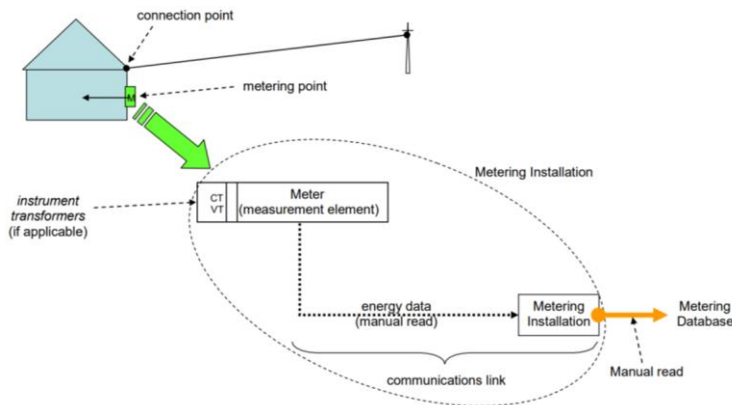 connection point
M
metering point
Metering Installation
instrument
transformers
(if applicable)
CT
VT
Meter
(measurement element)
energy data
(manual read)
Metering
Installation
Metering
Database
Manual read
communications link